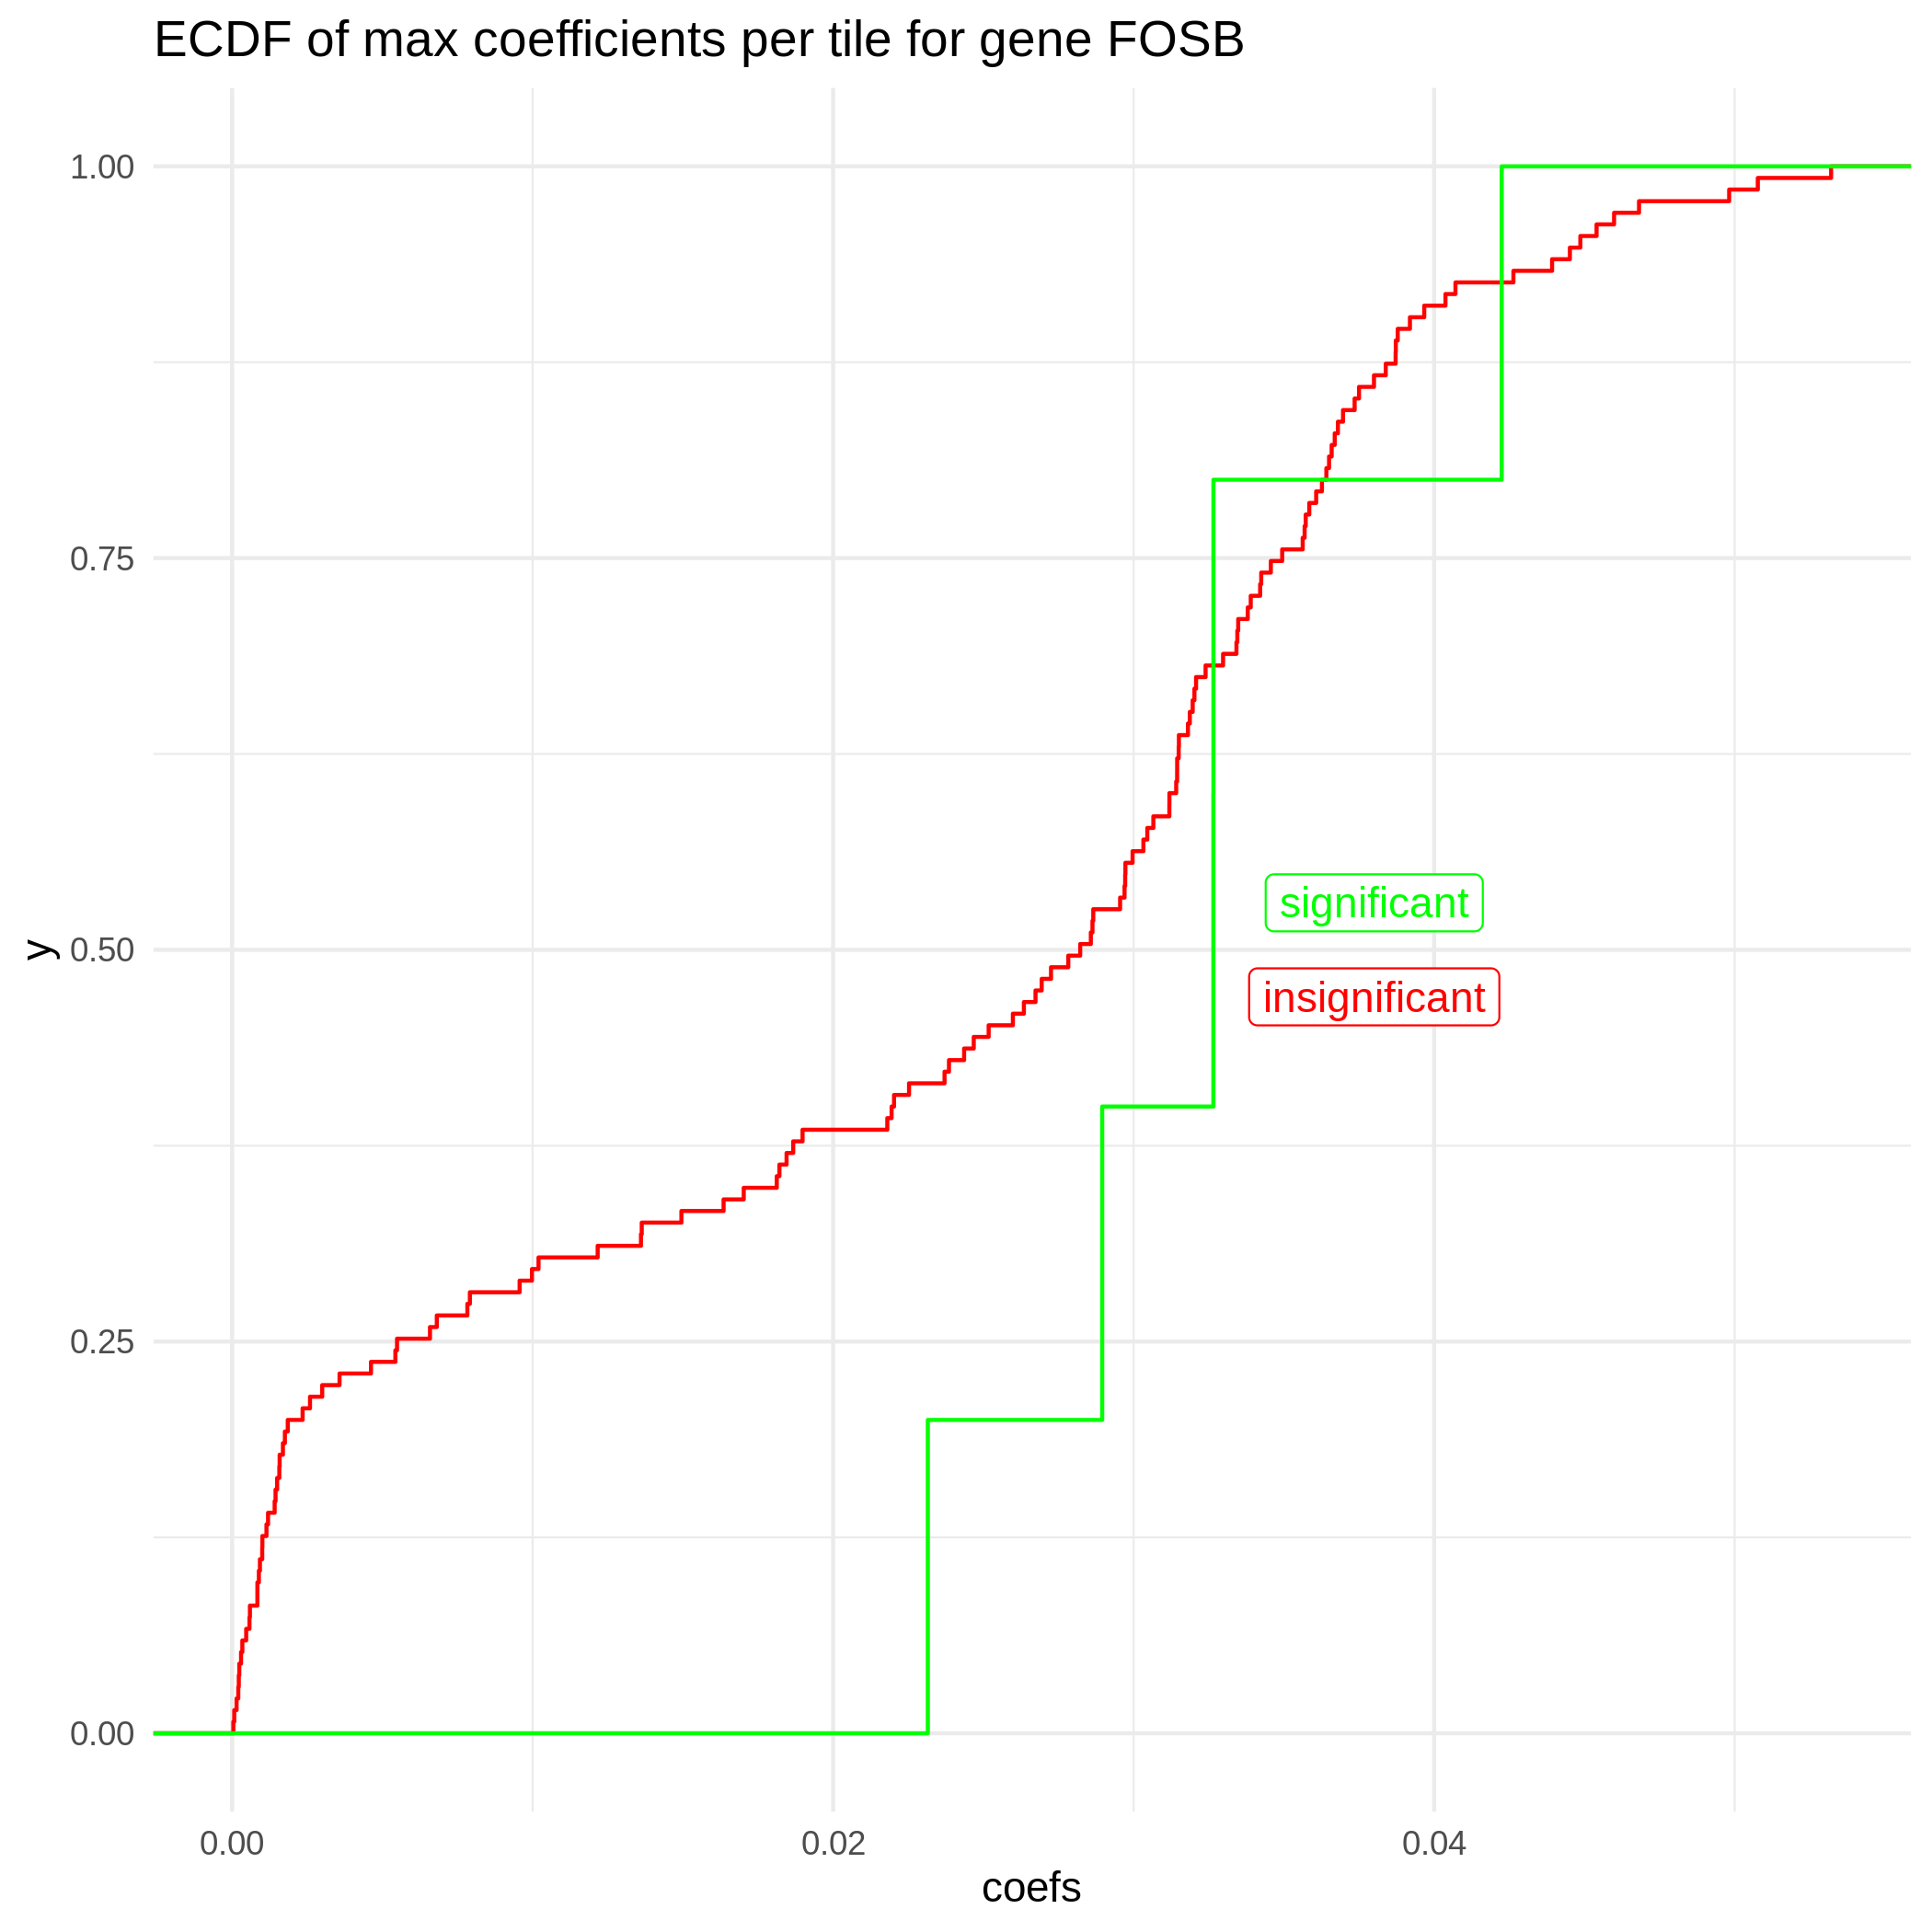 ECDF of max coefficients per tile for gene FOSB
1.00
0.75
0.50
0.25
0.00
y
significant
insignificant
0.00 0.02 0.04
coefs